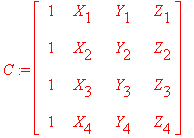 1 X₁ Y₁ Z₁
C := 1 X₂ Y₂ Z₂
1 X₃ Y₃ Z₃
1 X₄ Y₄ Z₄